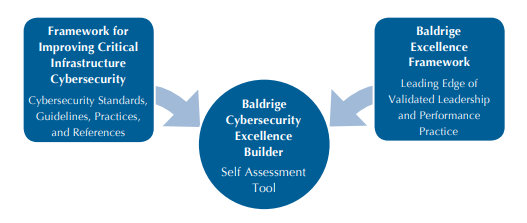 Framework for
Improving Critical
Infrastructure
Cybersecurity
Cybersecurity Standards,
Guidelines, Practices,
and References
Baldrige
Cybersecurity
Excellence
Builder
Self Assessment
Tool
Baldrige
Excellence
Framework
Leading Edge of
Validated Leadership
and Performance
Practice